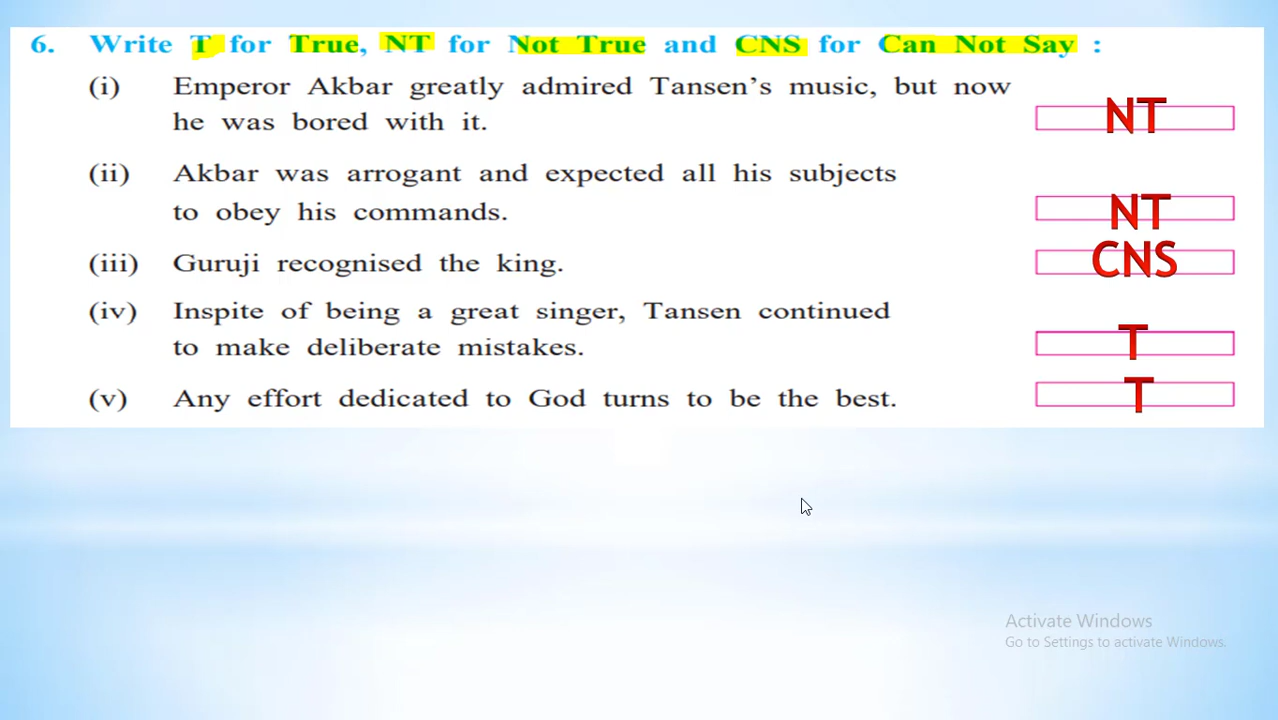 6. Write T for True, NT for Not True and CNS for Can Not Say :
(i) Emperor Akbar greatly admired Tansen's music, but now
he was bored with it. NT
(ii) Akbar was arrogant and expected all his subjects
to obey his commands. NT
(iii) Guruji recognised the king. CNS
(iv) Inspite of being a great singer, Tansen continued
to make deliberate mistakes. T
(v) Any effort dedicated to God turns to be the best. T
Activate Windows
Go to Settings to activate Windows.